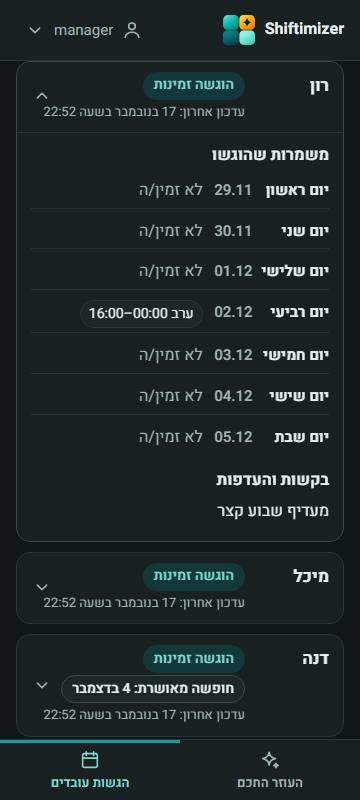 Shiftimizer
manager
רון
הוגשה זמינות
עדכון אחרון: 17 בנובמבר בשעה 22:52
משמרות שהוגשו
יום ראשון 29.11 לא זמין/ה
יום שני 30.11 לא זמין/ה
יום שלישי 01.12 לא זמין/ה
יום רביעי 02.12 ערב 16:00–00:00
יום חמישי 03.12 לא זמין/ה
יום שישי 04.12 לא זמין/ה
יום שבת 05.12 לא זמין/ה
בקשות והעדפות
מעדיף שבוע קצר
מיכל
הוגשה זמינות
עדכון אחרון: 17 בנובמבר בשעה 22:52
דנה
הוגשה זמינות
חופשה מאושרת: 4 בדצמבר
עדכון אחרון: 17 בנובמבר בשעה 22:52
העוזר החכם
הגשות עובדים